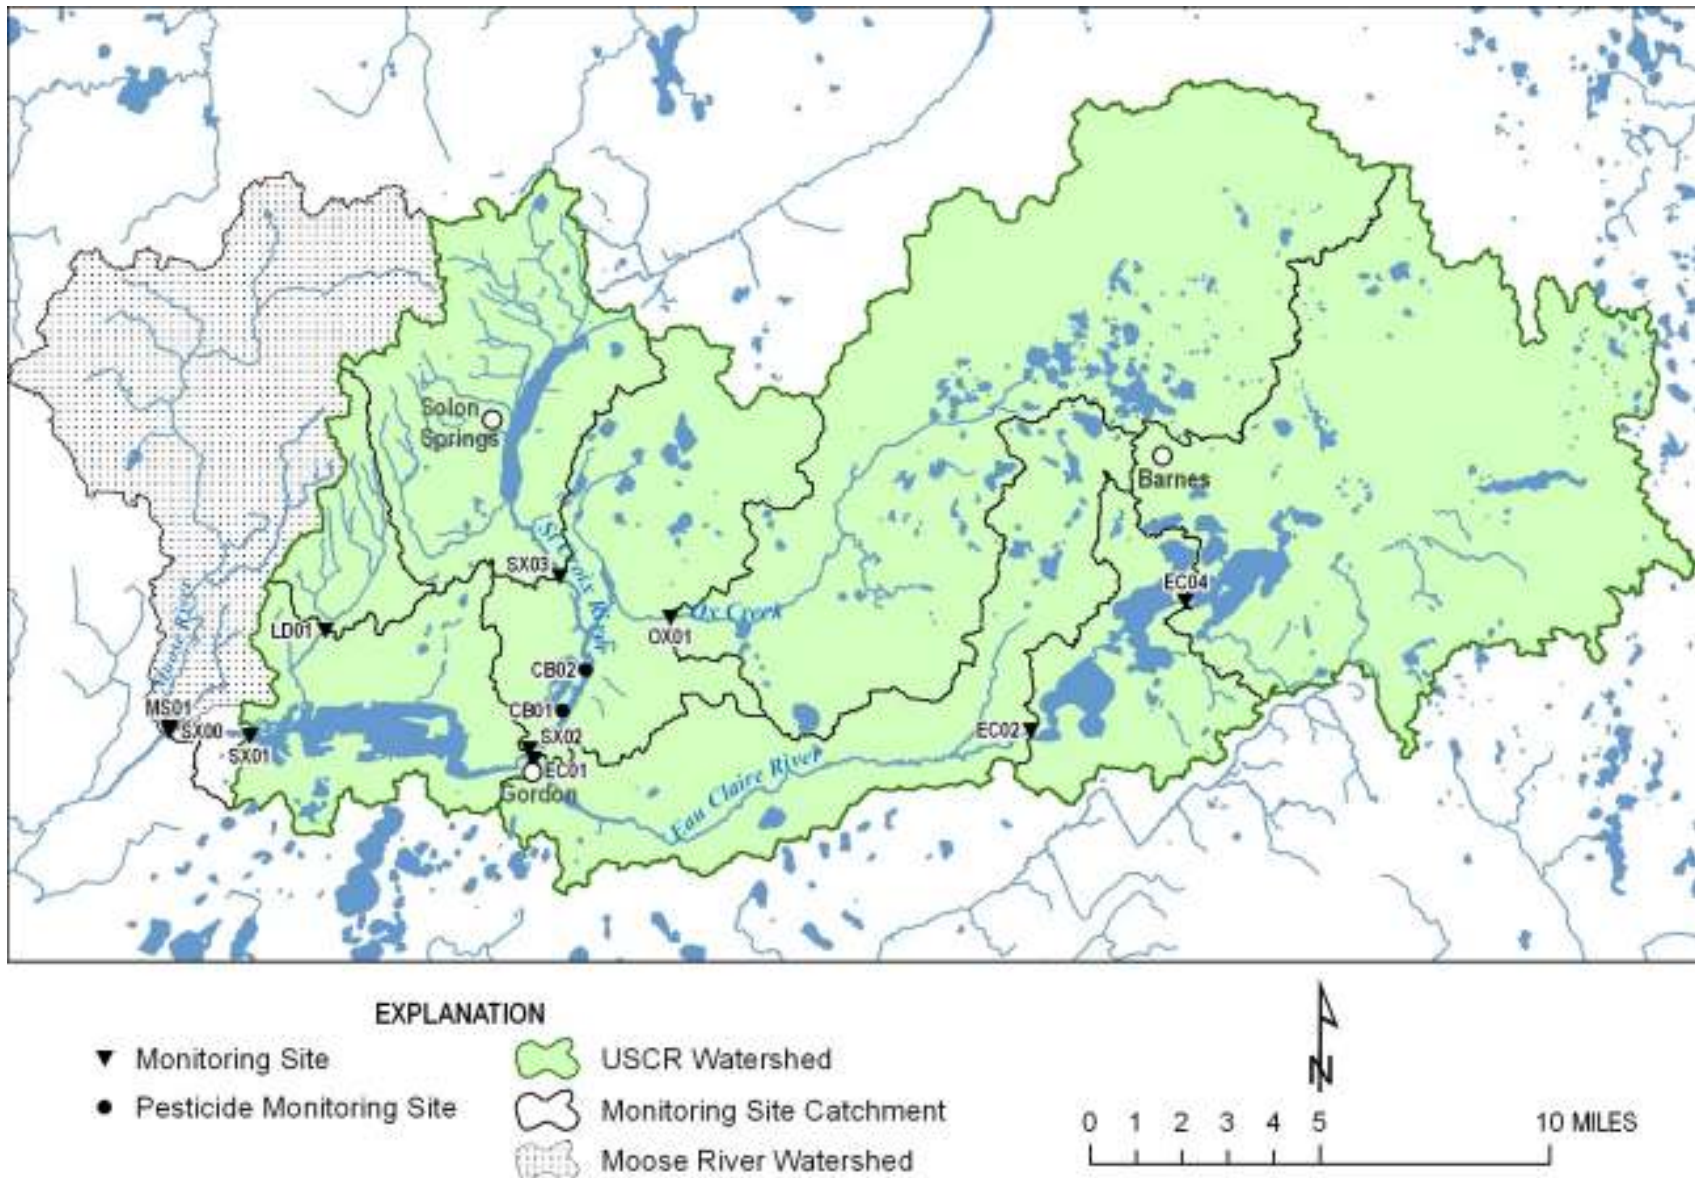 Solon
Springs
Barnes
St. Croix River
SX03
EC04
Moose River
LD01
OX01
Ox Creek
CB02
MS01
SX00
CB01
SX02
SX01
EC02
EC01
Gordon
Eau Claire River
EXPLANATION
Monitoring Site
USCR Watershed
Pesticide Monitoring Site
Monitoring Site Catchment
Moose River Watershed
N
0 1 2 3 4 5 10 MILES